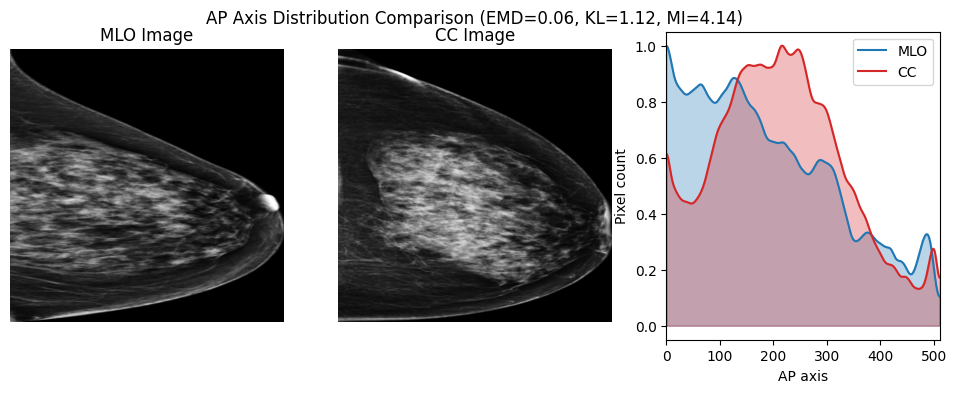 AP Axis Distribution Comparison (EMD=0.06, KL=1.12, MI=4.14)
MLO Image
CC Image
MLO
CC
Pixel count
1.0
0.8
0.6
0.4
0.2
0.0
0 100 200 300 400 500
AP axis